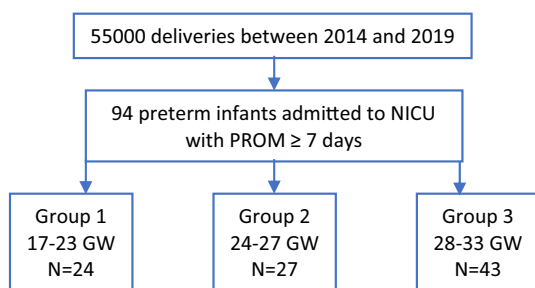 55000 deliveries between 2014 and 2019
94 preterm infants admitted to NICU
with PROM ≥ 7 days
Group 1
17-23 GW
N=24
Group 2
24-27 GW
N=27
Group 3
28-33 GW
N=43